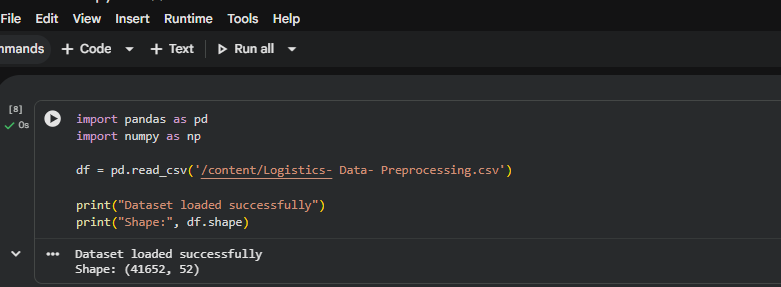 File Edit View Insert Runtime Tools Help
+ Code + Text Run all
[8]
0s
import pandas as pd
import numpy as np
df = pd.read_csv('/content/Logistics- Data- Preprocessing.csv')
print("Dataset loaded successfully")
print("Shape:", df.shape)
Dataset loaded successfully
Shape: (41652, 52)